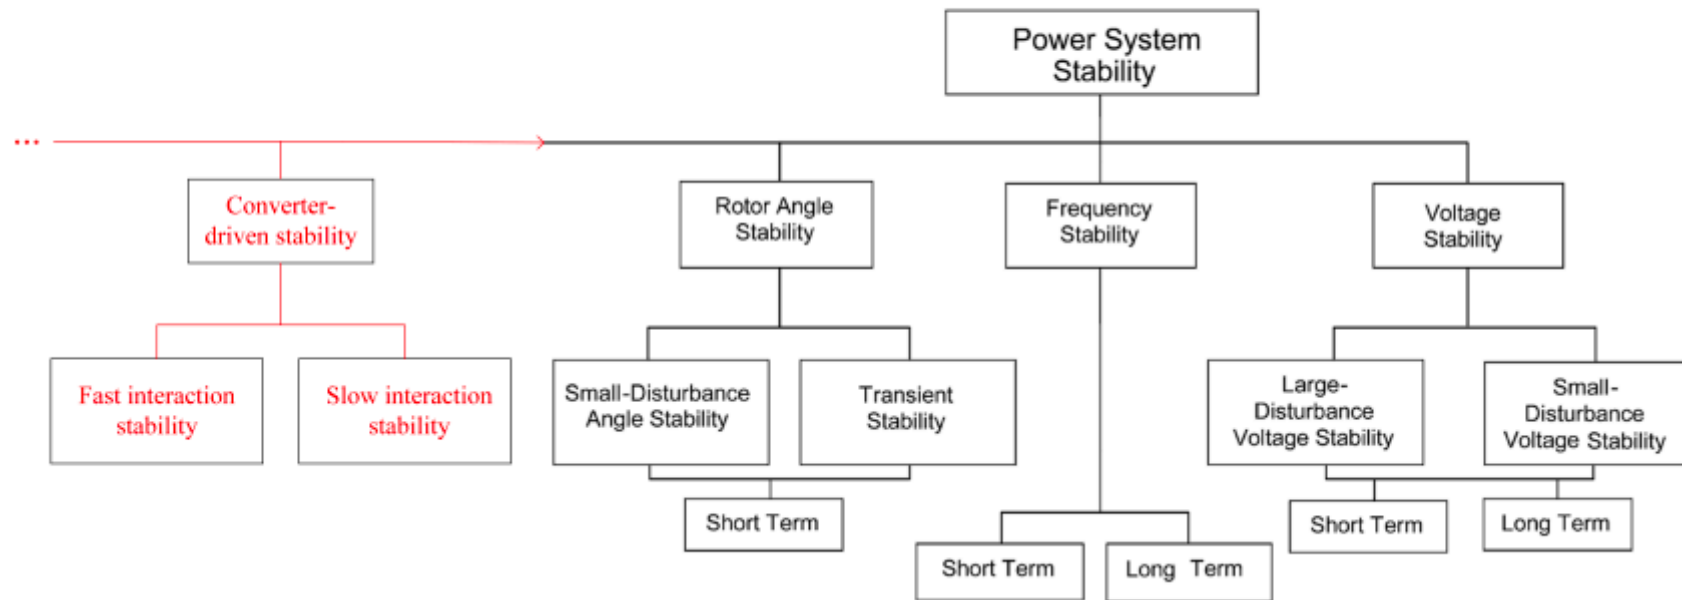 Power System
Stability
...
Converter-
driven stability
Rotor Angle
Stability
Frequency
Stability
Voltage
Stability
Fast interaction
stability
Slow interaction
stability
Small-Disturbance
Angle Stability
Transient
Stability
Large-
Disturbance
Voltage Stability
Small-
Disturbance
Voltage Stability
Short Term
Short Term
Long Term
Short Term
Long Term